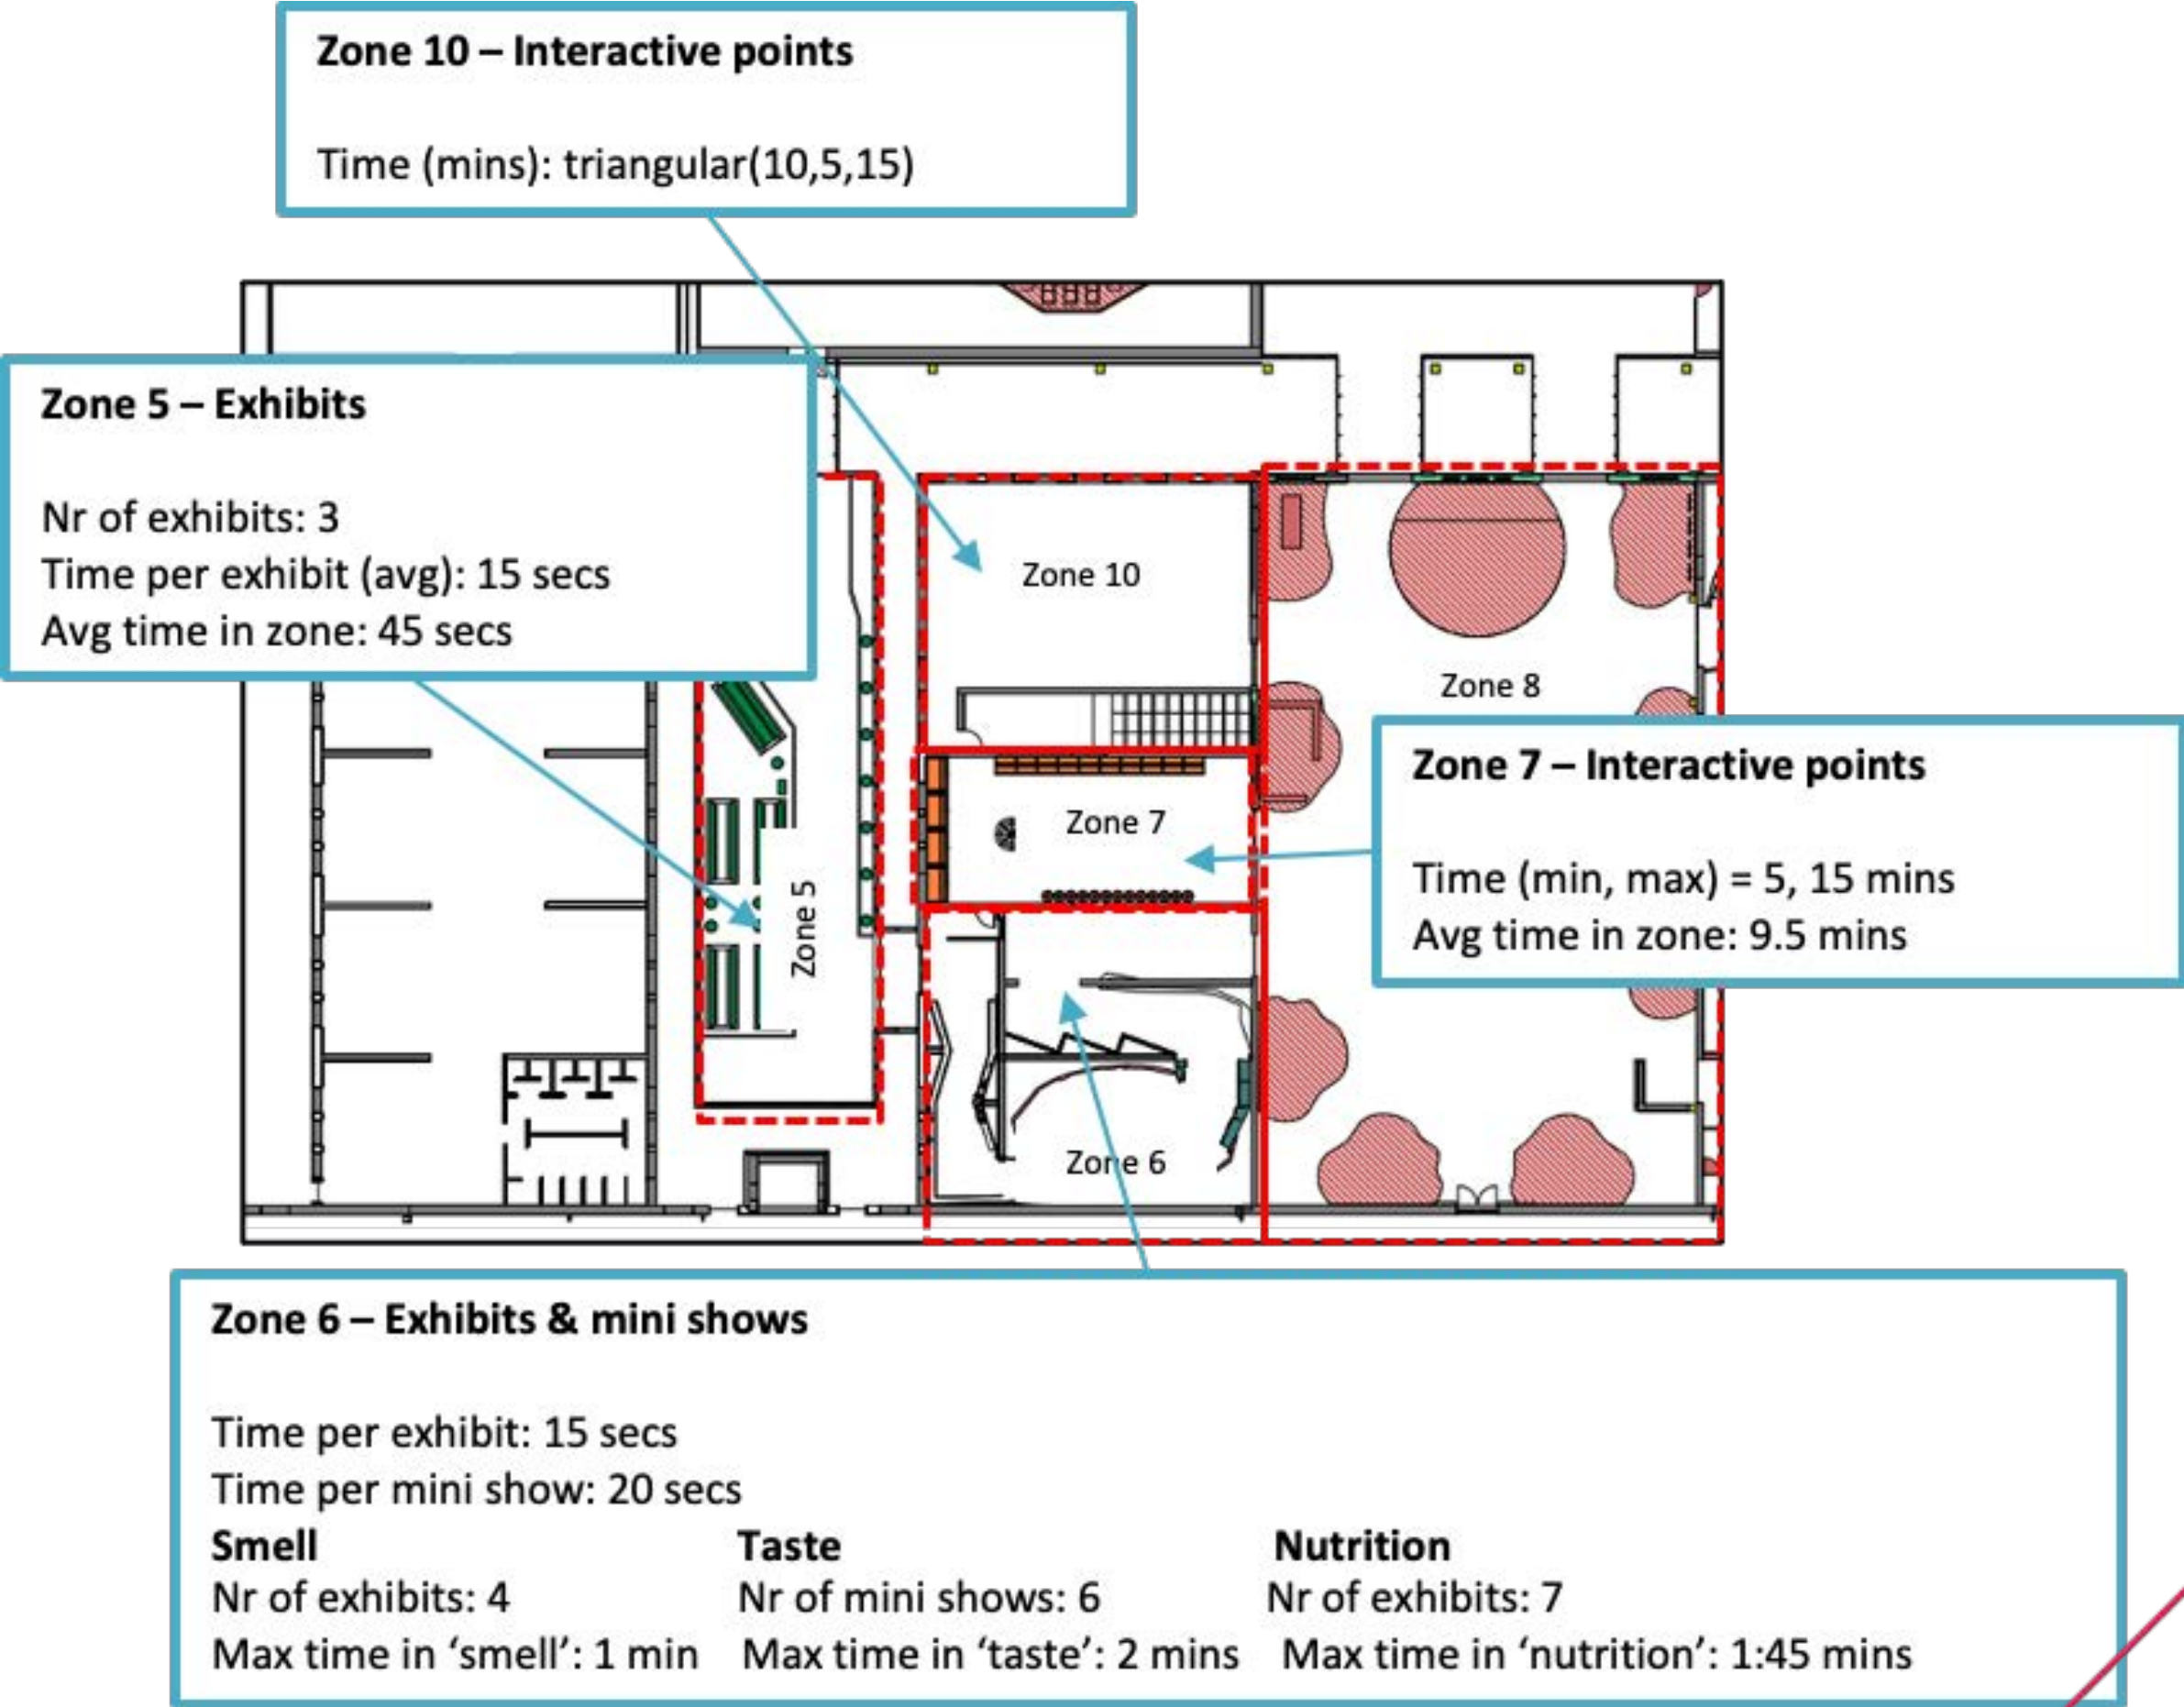 Zone 10 – Interactive points
Time (mins): triangular(10,5,15)
Zone 5 – Exhibits
Nr of exhibits: 3
Time per exhibit (avg): 15 secs
Avg time in zone: 45 secs
Zone 10
Zone 8
Zone 7 – Interactive points
Time (min, max) = 5, 15 mins
Avg time in zone: 9.5 mins
Zone 7
Zone 5
Zone 6
Zone 6 – Exhibits & mini shows
Time per exhibit: 15 secs
Time per mini show: 20 secs
Smell Taste Nutrition
Nr of exhibits: 4 Nr of mini shows: 6 Nr of exhibits: 7
Max time in ‘smell’: 1 min Max time in ‘taste’: 2 mins Max time in ‘nutrition’: 1:45 mins